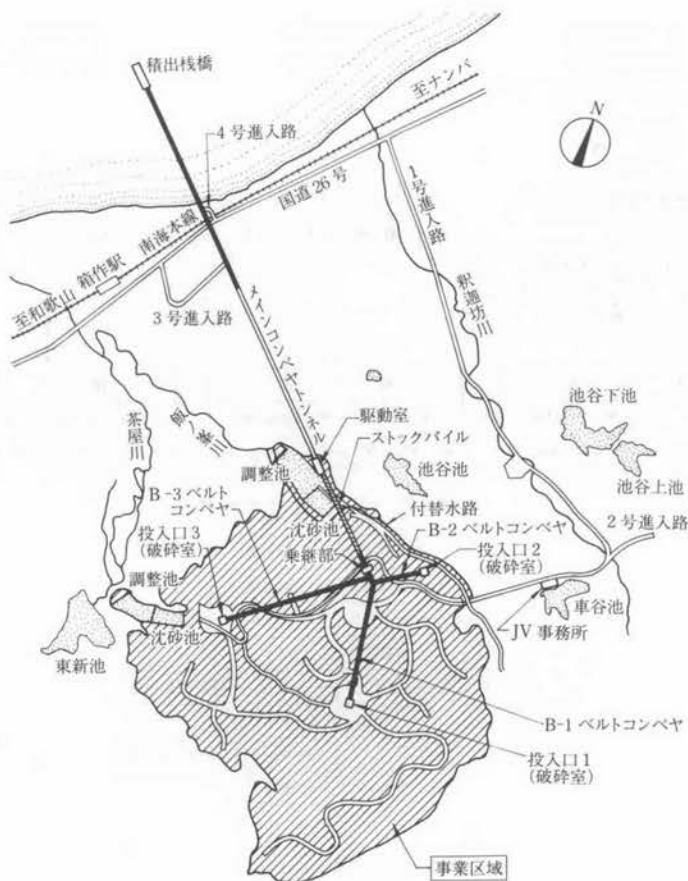 積出桟橋
至ナンバ
N
4号進入路
国道26号
1号進入路
南海本線
箱作駅
至和歌山
3号進入路
メインコンベヤトンネル
釈迦坊川
茶屋川
飯ノ峯川
駆動室
ストックパイル
池谷下池
調整池
池谷池
池谷上池
B-3ベルト
コンベヤ
付替水路
沈砂池
B-2ベルトコンベヤ
2号進入路
投入口3
(破砕室)
乗継部
投入口2
(破砕室)
調整池
車谷池
沈砂池
JV事務所
東新池
B-1ベルトコンベヤ
投入口1
(破砕室)
事業区域